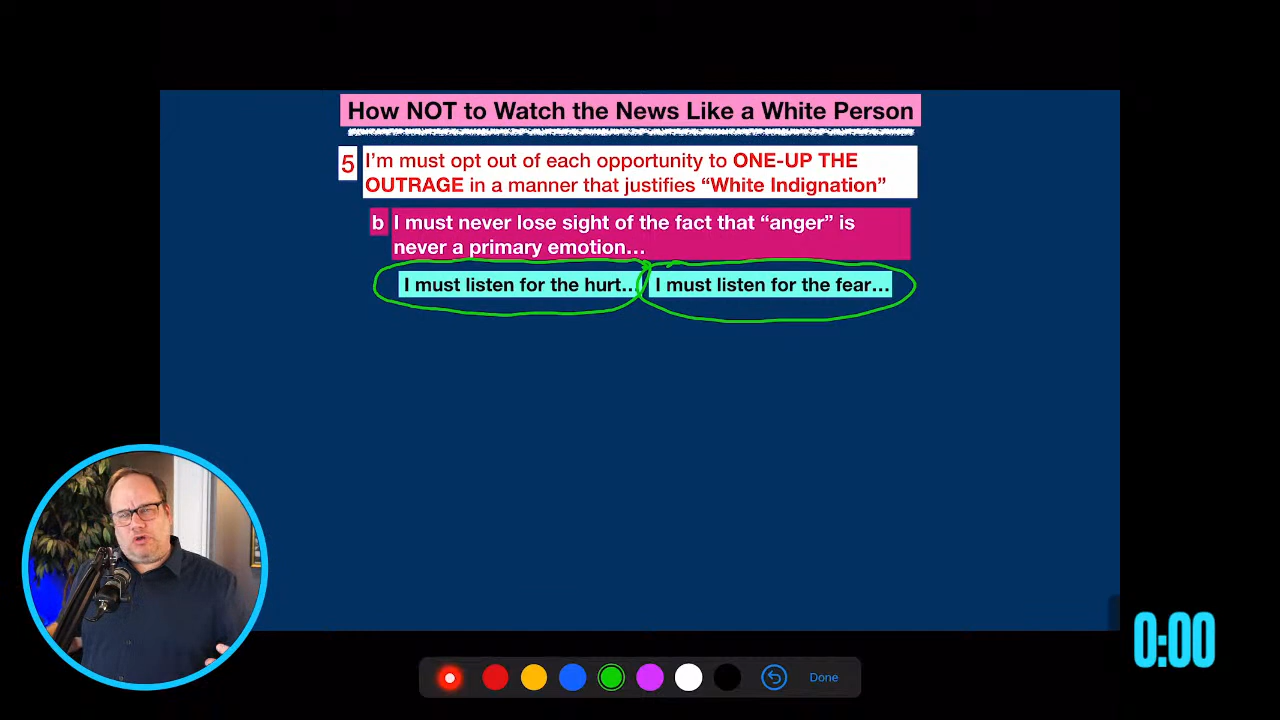 How NOT to Watch the News Like a White Person
5 I'm must opt out of each opportunity to ONE-UP THE
OUTRAGE in a manner that justifies “White Indignation”
b I must never lose sight of the fact that “anger” is
never a primary emotion…
I must listen for the hurt… I must listen for the fear…
0:00
Done